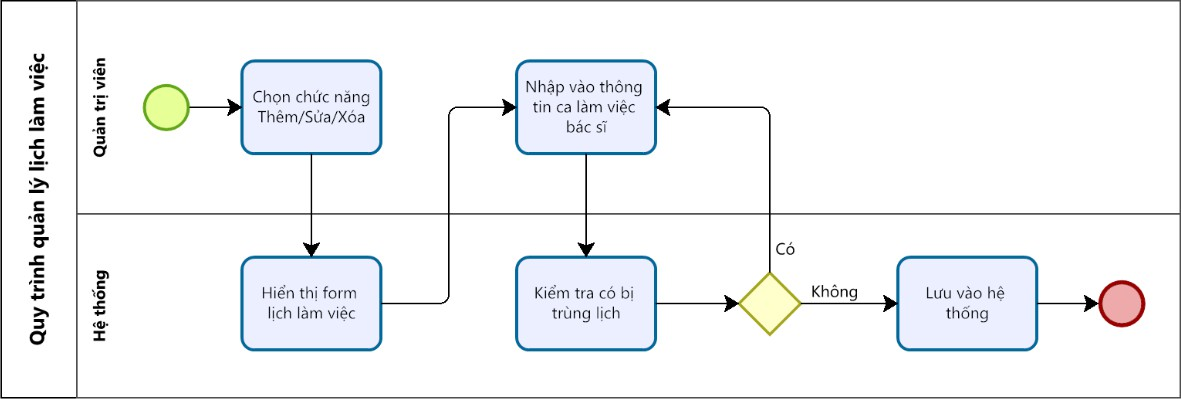 Quy trình quản lý lịch làm việc
Quản trị viên
Chọn chức năng
Thêm/Sửa/Xóa
Nhập vào thông
tin ca làm việc
bác sĩ
Hệ thống
Hiển thị form
lịch làm việc
Kiểm tra có bị
trùng lịch
Có
Không
Lưu vào hệ
thống